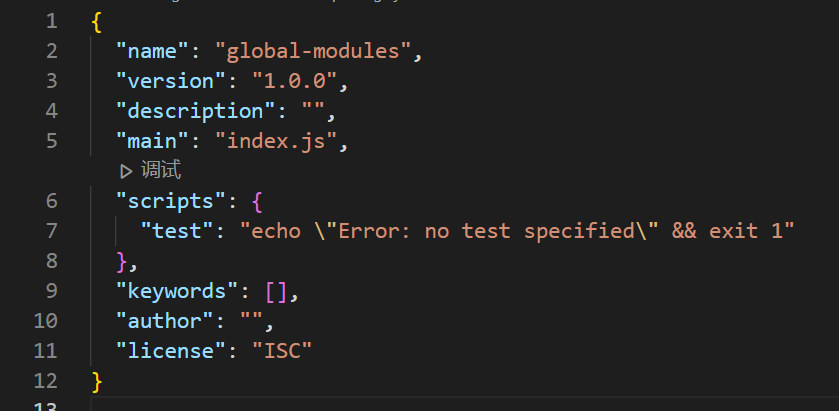 1 {
2 "name": "global-modules",
3 "version": "1.0.0",
4 "description": "",
5 "main": "index.js",
调试
6 "scripts": {
7 "test": "echo \"Error: no test specified\" && exit 1"
8 },
9 "keywords": [],
10 "author": "",
11 "license": "ISC"
12 }
13